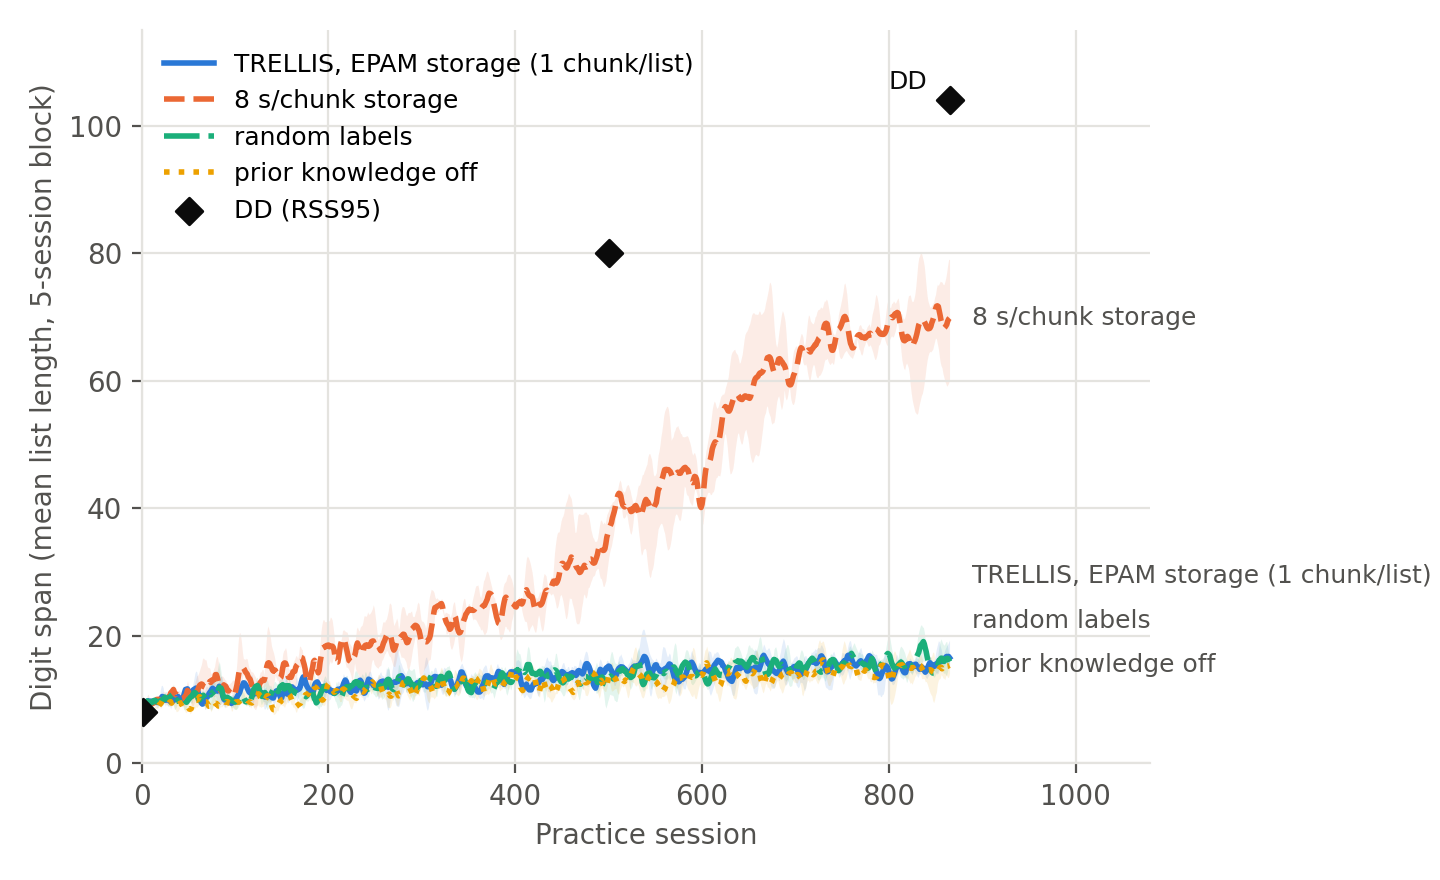 TRELLIS, EPAM storage (1 chunk/list)
8 s/chunk storage
random labels
prior knowledge off
DD (RSS95)
DD
8 s/chunk storage
TRELLIS, EPAM storage (1 chunk/list)
random labels
prior knowledge off
Digit span (mean list length, 5-session block)
100
80
60
40
20
0
0 200 400 600 800 1000
Practice session